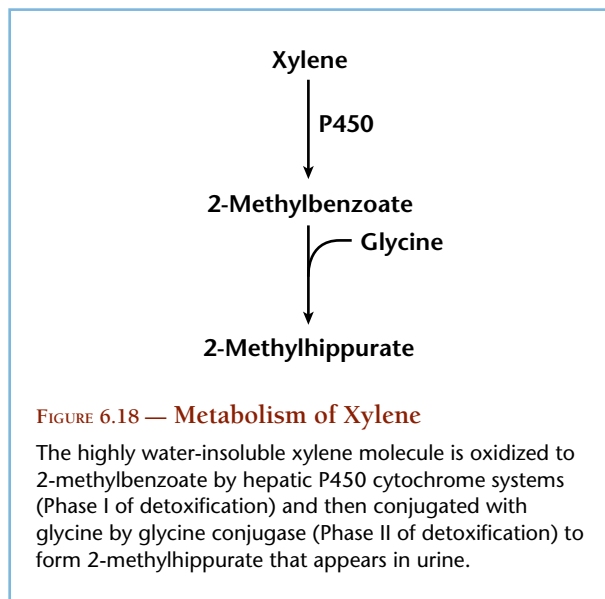 Xylene
P450
2-Methylbenzoate
Glycine
2-Methylhippurate
FIGURE 6.18 — Metabolism of Xylene
The highly water-insoluble xylene molecule is oxidized to
2-methylbenzoate by hepatic P450 cytochrome systems
(Phase I of detoxification) and then conjugated with
glycine by glycine conjugase (Phase II of detoxification) to
form 2-methylhippurate that appears in urine.